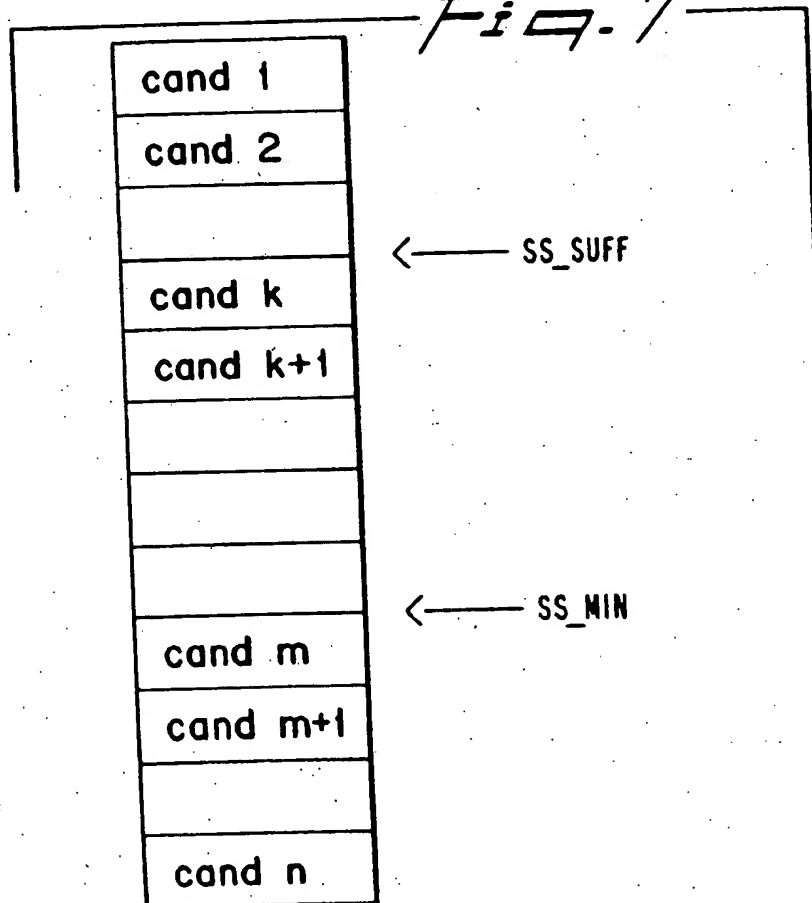 Fig. 7
cand 1
cand 2
SS_SUFF
cand k
cand k+1
SS_MIN
cand m
cand m+1
cand n